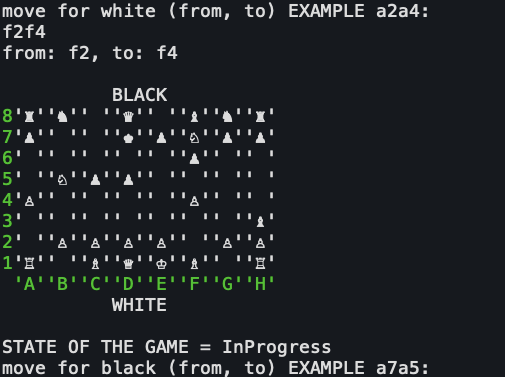 move for white (from, to) EXAMPLE a2a4:
f2f4
from: f2, to: f4
BLACK
8'♜''♞'' ''♛'' ''♝''♞''♜'
7'♟'' '' ''♚''♟''♘''♟''♟'
6' '' '' '' '' ''♟'' '' '
5' ''♘''♟''♟'' '' '' '' '
4'♙'' '' '' '' ''♙'' '' '
3' '' '' '' '' '' '' ''♝'
2' ''♙''♙''♙''♙'' ''♙''♙'
1'♖'' ''♗''♕''♔''♗'' ''♖'
'A''B''C''D''E''F''G''H'
WHITE
STATE OF THE GAME = InProgress
move for black (from, to) EXAMPLE a7a5: